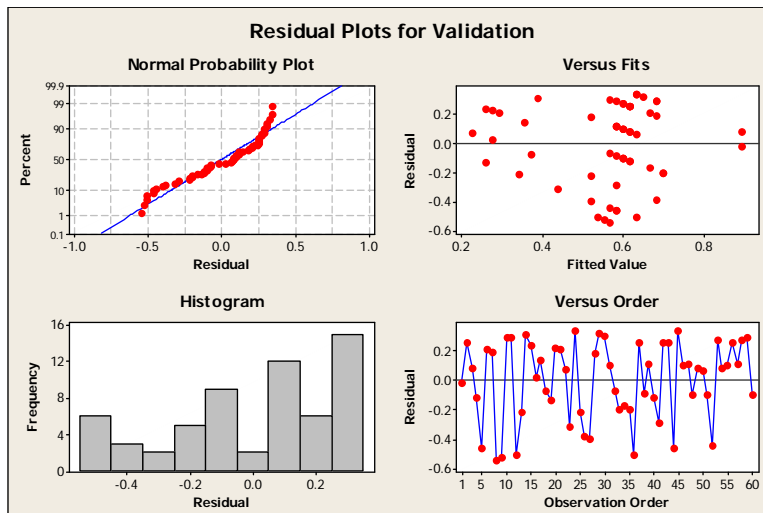 Residual Plots for Validation
Normal Probability Plot
99.9
99
90
50
10
1
0.1
Percent
-1.0 -0.5 0.0 0.5 1.0
Residual
Versus Fits
0.2
0.0
-0.2
-0.4
-0.6
Residual
0.2 0.4 0.6 0.8
Fitted Value
Histogram
16
12
8
4
0
Frequency
-0.4 -0.2 0.0 0.2
Residual
Versus Order
0.2
0.0
-0.2
-0.4
-0.6
Residual
1 5 10 15 20 25 30 35 40 45 50 55 60
Observation Order